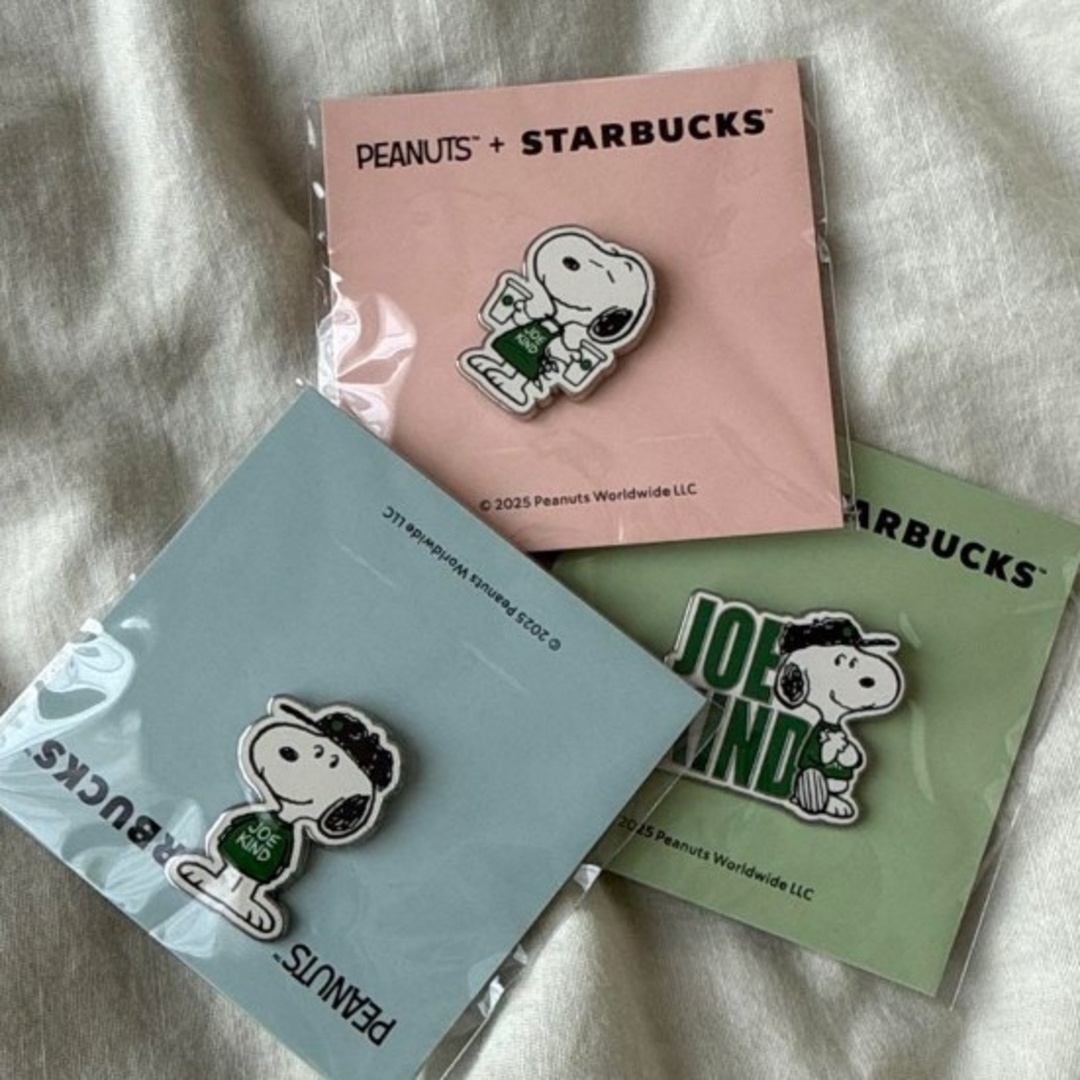 PEANUTS™ + STARBUCKS™
JOE
KIND
© 2025 Peanuts Worldwide LLC
ARBUCKS™
JOE
KIND
2025 Peanuts Worldwide LLC
© 2025 Peanuts Worldwide LLC
JOE
KIND
PEANUTS™
RBUCKS™